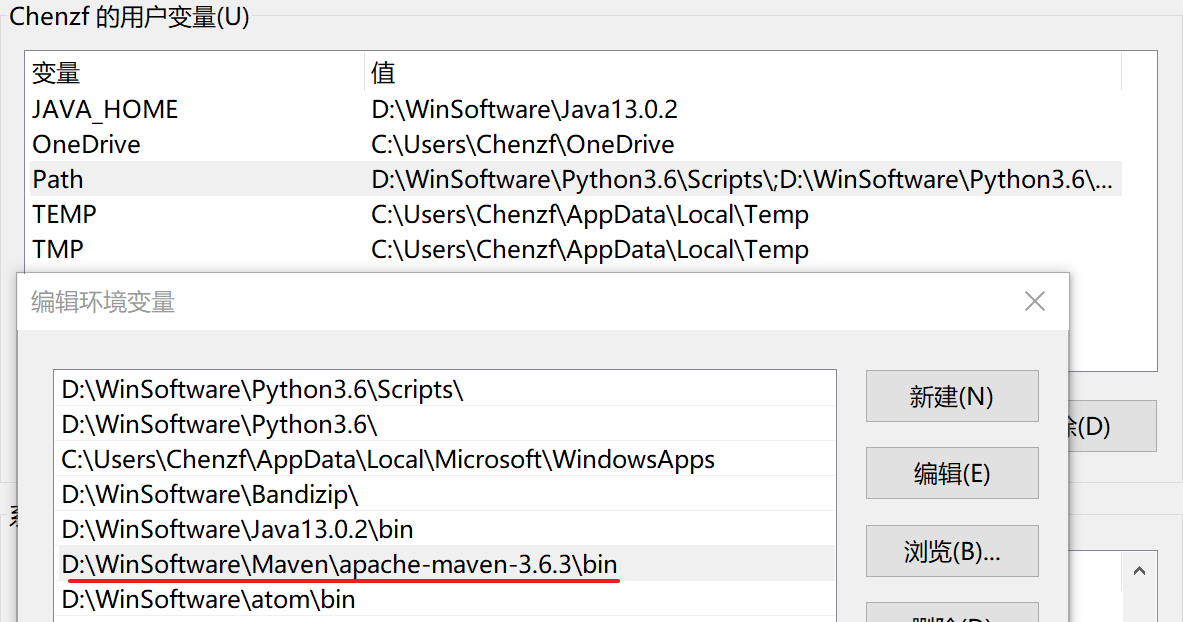 Chenzf 的用户变量(U)
变量 值
JAVA_HOME D:\WinSoftware\Java13.0.2
OneDrive C:\Users\Chenzf\OneDrive
Path D:\WinSoftware\Python3.6\Scripts\;D:\WinSoftware\Python3.6\...
TEMP C:\Users\Chenzf\AppData\Local\Temp
TMP C:\Users\Chenzf\AppData\Local\Temp
编辑环境变量
D:\WinSoftware\Python3.6\Scripts\
D:\WinSoftware\Python3.6\
C:\Users\Chenzf\AppData\Local\Microsoft\WindowsApps
D:\WinSoftware\Bandizip\
D:\WinSoftware\Java13.0.2\bin
D:\WinSoftware\Maven\apache-maven-3.6.3\bin
D:\WinSoftware\atom\bin
新建(N)
编辑(E)
浏览(B)...
(D)